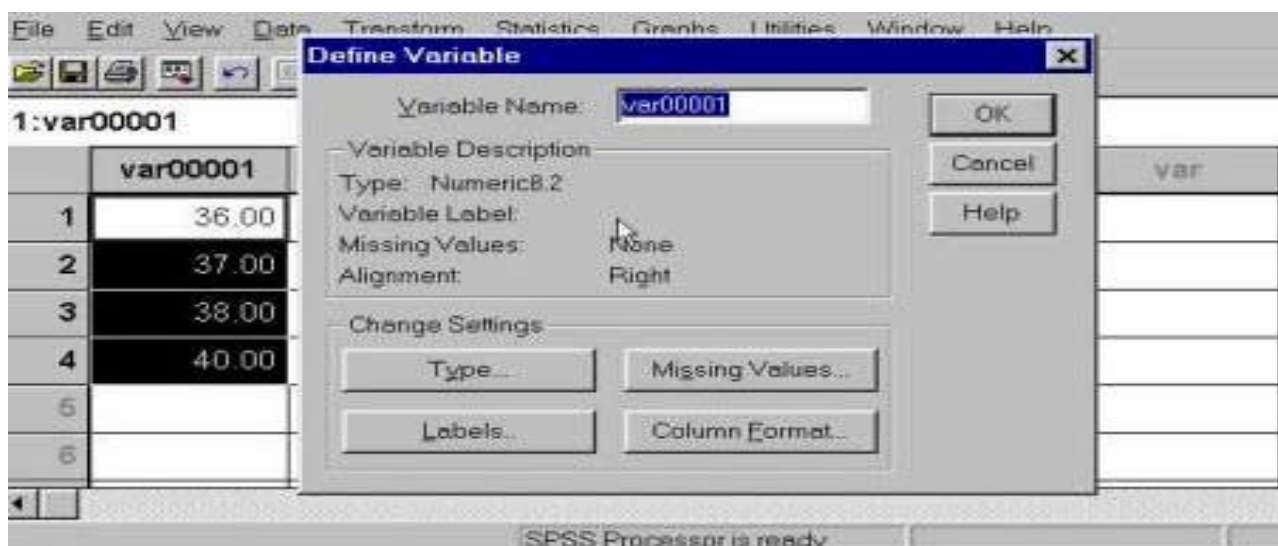 File Edit View Data Transform Statistics Graphs Utilities Window Help
Define Variable
1:var00001
Variable Name: var00001
OK
Variable Description
var00001
Cancel
var
Type: Numeric8.2
1 36.00
Variable Label:
Help
Missing Values: None
2 37.00
Alignment: Right
3 38.00
Change Settings
4 40.00
Type... Missing Values...
5
Labels... Column Format...
6
SPSS Processor is ready